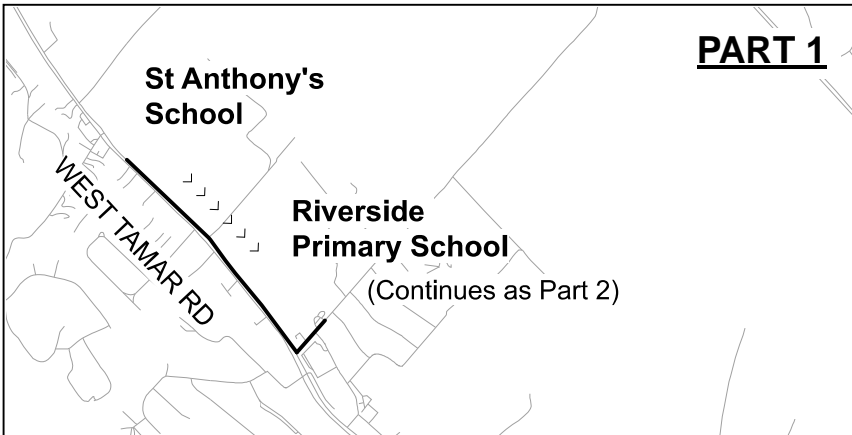 PART 1
St Anthony's
School
WEST TAMAR RD
Riverside
Primary School
(Continues as Part 2)